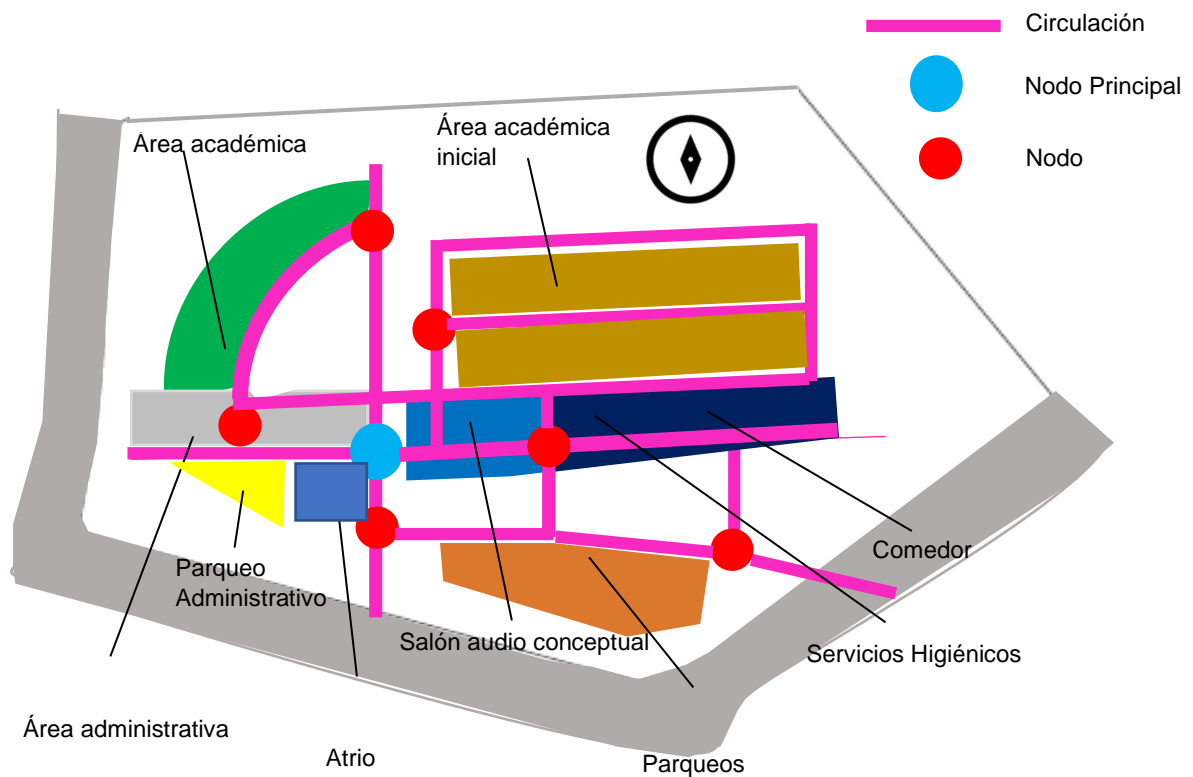 Circulación
Nodo Principal
Nodo
Área académica
Área académica
inicial
Parqueo
Administrativo
Comedor
Salón audio conceptual
Servicios Higiénicos
Área administrativa
Atrio
Parqueos